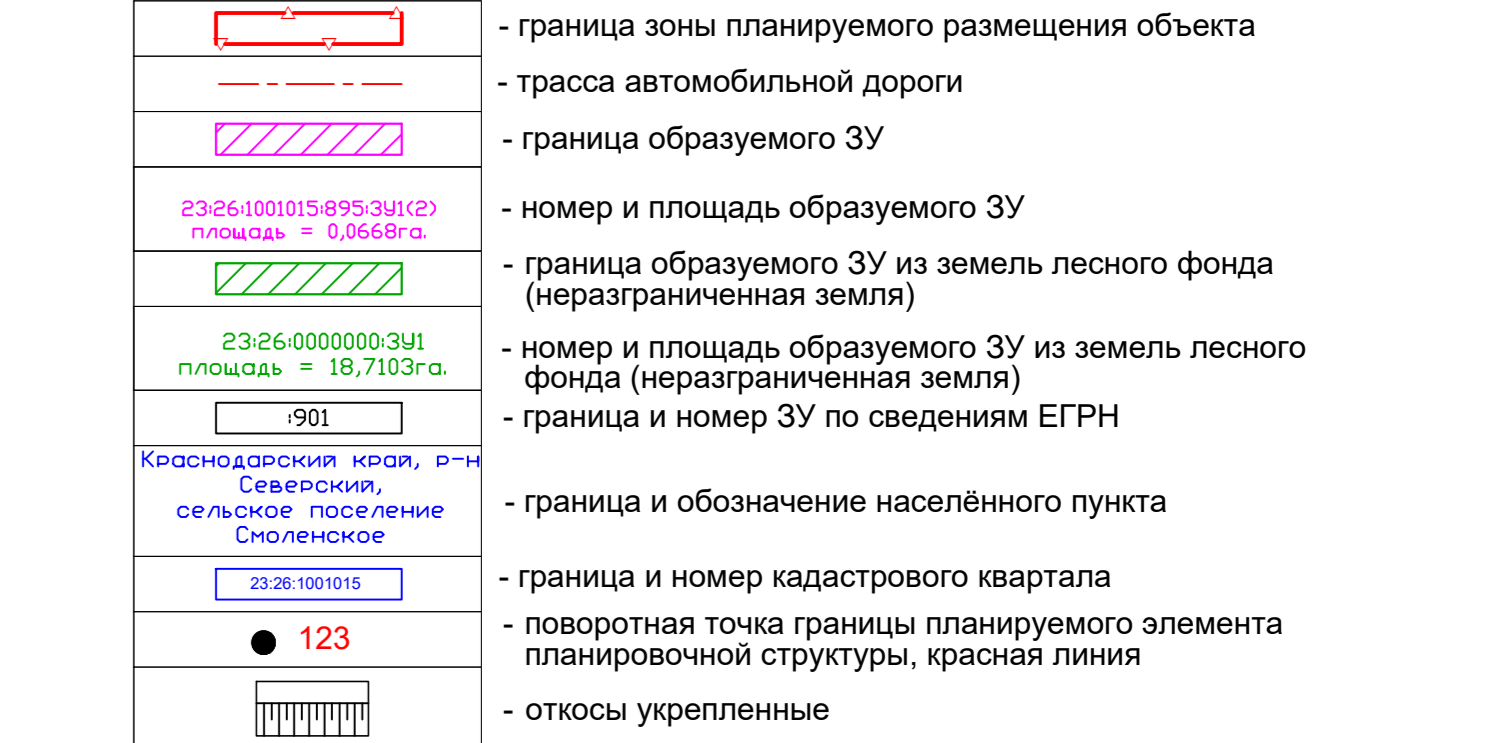 - граница зоны планируемого размещения объекта
- трасса автомобильной дороги
- граница образуемого ЗУ
23:26:1001015:895:ЗУ1(2)
площадь = 0,0668га.
- номер и площадь образуемого ЗУ
- граница образуемого ЗУ из земель лесного фонда
(неразграниченная земля)
23:26:0000000:ЗУ1
площадь = 18,7103га.
- номер и площадь образуемого ЗУ из земель лесного
фонда (неразграниченная земля)
:901
- граница и номер ЗУ по сведениям ЕГРН
Краснодарский край, р-н
Северский,
сельское поселение
Смоленское
- граница и обозначение населённого пункта
23:26:1001015
- граница и номер кадастрового квартала
123
- поворотная точка границы планируемого элемента
планировочной структуры, красная линия
- откосы укрепленные